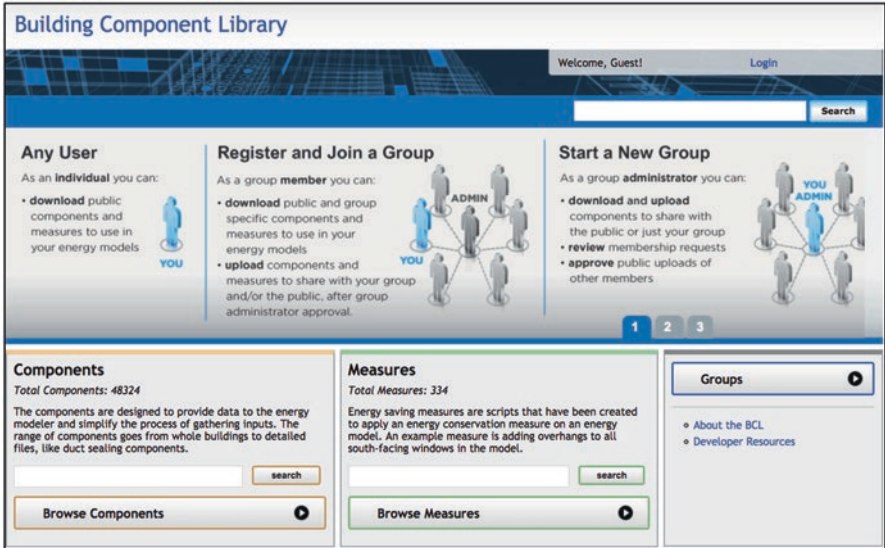 Building Component Library
Welcome, Guest!
Login
Search
Any User
As an individual you can:
• download public
components and
measures to use in
your energy models
YOU
Register and Join a Group
As a group member you can:
• download public and group
specific components and
measures to use in your
energy models
• upload components and
measures to share with your group
and/or the public, after group
administrator approval.
ADMIN
YOU
Start a New Group
As a group administrator you can:
• download and upload
components to share with
the public or just your group
• review membership requests
• approve public uploads of
other members
YOU
ADMIN
1 2 3
Components
Total Components: 48324
The components are designed to provide data to the energy
modeler and simplify the process of gathering inputs. The
range of components goes from whole buildings to detailed
files, like duct sealing components.
search
Browse Components
Measures
Total Measures: 334
Energy saving measures are scripts that have been created
to apply an energy conservation measure on an energy
model. An example measure is adding overhangs to all
south-facing windows in the model.
search
Browse Measures
Groups
About the BCL
Developer Resources